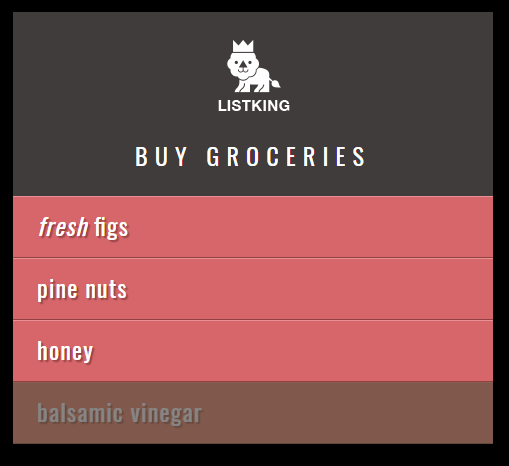 LISTKING
BUY GROCERIES
fresh figs
pine nuts
honey
balsamic vinegar